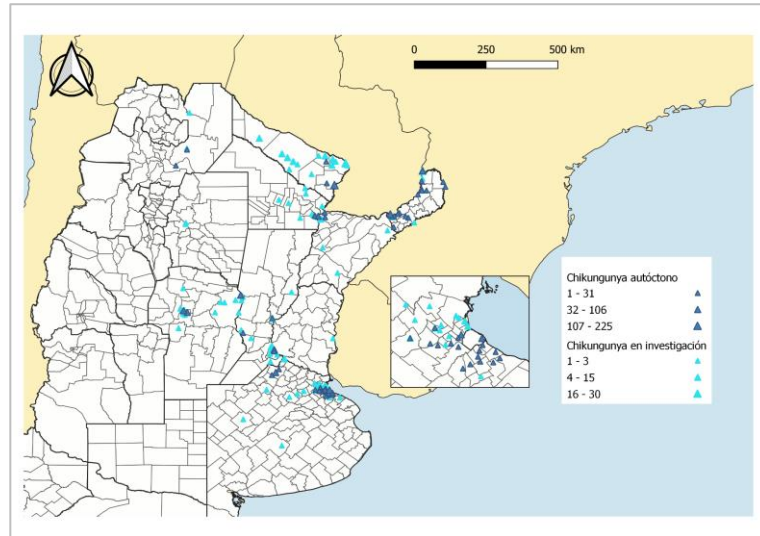 0 250 500 km
Chikungunya autóctono
1 - 31
32 - 106
107 - 225
Chikungunya en investigación
1 - 3
4 - 15
16 - 30